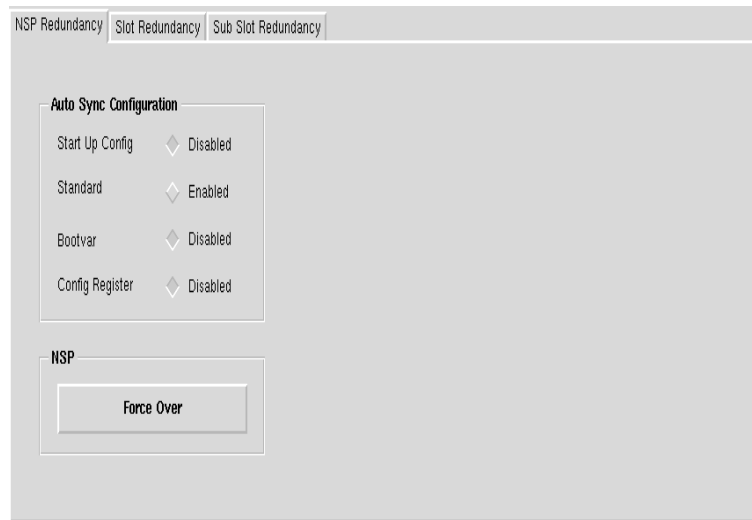 NSP Redundancy Slot Redundancy Sub Slot Redundancy
Auto Sync Configuration
Start Up Config Disabled
Standard Enabled
Bootvar Disabled
Config Register Disabled
NSP
Force Over